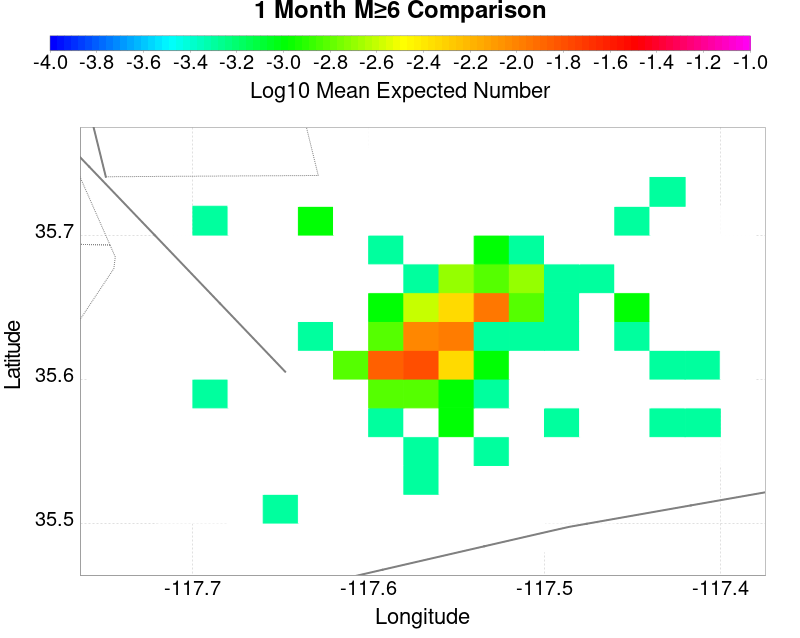 1 Month M≥6 Comparison
-4.0 -3.8 -3.6 -3.4 -3.2 -3.0 -2.8 -2.6 -2.4 -2.2 -2.0 -1.8 -1.6 -1.4 -1.2 -1.0
Log10 Mean Expected Number
35.7
35.6
35.5
Latitude
-117.7 -117.6 -117.5 -117.4
Longitude